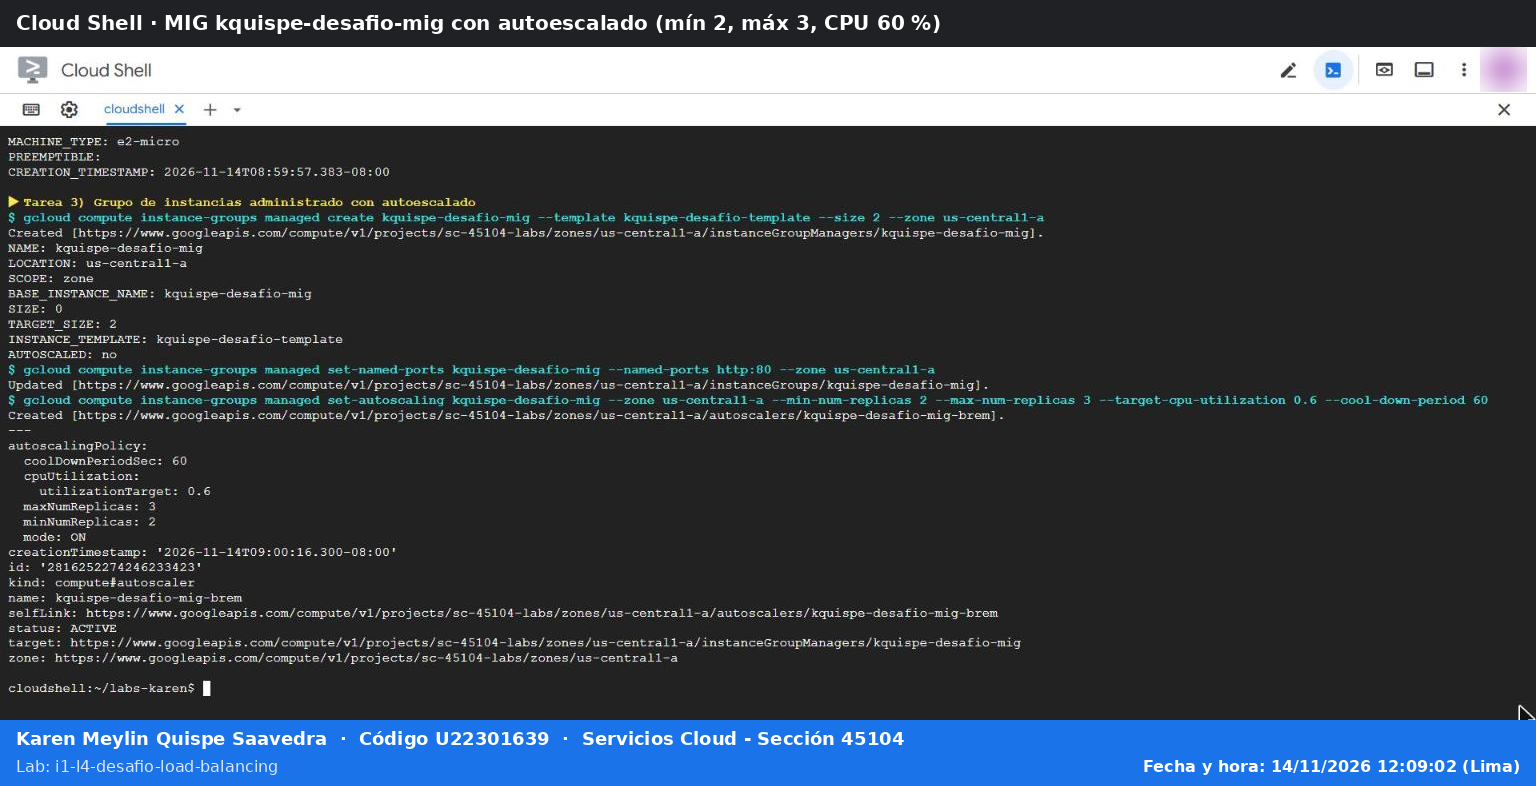 Cloud Shell · MIG kquispe-desafio-mig con autoescalado (mín 2, máx 3, CPU 60 %)
Cloud Shell
cloudshell
MACHINE_TYPE: e2-micro
PREEMPTIBLE:
CREATION_TIMESTAMP: 2026-11-14T08:59:57.383-08:00
▶ Tarea 3) Grupo de instancias administrado con autoescalado
$ gcloud compute instance-groups managed create kquispe-desafio-mig --template kquispe-desafio-template --size 2 --zone us-central1-a
Created [https://www.googleapis.com/compute/v1/projects/sc-45104-labs/zones/us-central1-a/instanceGroupManagers/kquispe-desafio-mig].
NAME: kquispe-desafio-mig
LOCATION: us-central1-a
SCOPE: zone
BASE_INSTANCE_NAME: kquispe-desafio-mig
SIZE: 0
TARGET_SIZE: 2
INSTANCE_TEMPLATE: kquispe-desafio-template
AUTOSCALED: no
$ gcloud compute instance-groups managed set-named-ports kquispe-desafio-mig --named-ports http:80 --zone us-central1-a
Updated [https://www.googleapis.com/compute/v1/projects/sc-45104-labs/zones/us-central1-a/instanceGroups/kquispe-desafio-mig].
$ gcloud compute instance-groups managed set-autoscaling kquispe-desafio-mig --zone us-central1-a --min-num-replicas 2 --max-num-replicas 3 --target-cpu-utilization 0.6 --cool-down-period 60
Created [https://www.googleapis.com/compute/v1/projects/sc-45104-labs/zones/us-central1-a/autoscalers/kquispe-desafio-mig-brem].
---
autoscalingPolicy:
  coolDownPeriodSec: 60
  cpuUtilization:
    utilizationTarget: 0.6
  maxNumReplicas: 3
  minNumReplicas: 2
  mode: ON
creationTimestamp: '2026-11-14T09:00:16.300-08:00'
id: '2816252274246233423'
kind: compute#autoscaler
name: kquispe-desafio-mig-brem
selfLink: https://www.googleapis.com/compute/v1/projects/sc-45104-labs/zones/us-central1-a/autoscalers/kquispe-desafio-mig-brem
status: ACTIVE
target: https://www.googleapis.com/compute/v1/projects/sc-45104-labs/zones/us-central1-a/instanceGroupManagers/kquispe-desafio-mig
zone: https://www.googleapis.com/compute/v1/projects/sc-45104-labs/zones/us-central1-a
cloudshell:~/labs-karen$
Karen Meylin Quispe Saavedra · Código U22301639 · Servicios Cloud - Sección 45104
Lab: i1-l4-desafio-load-balancing
Fecha y hora: 14/11/2026 12:09:02 (Lima)